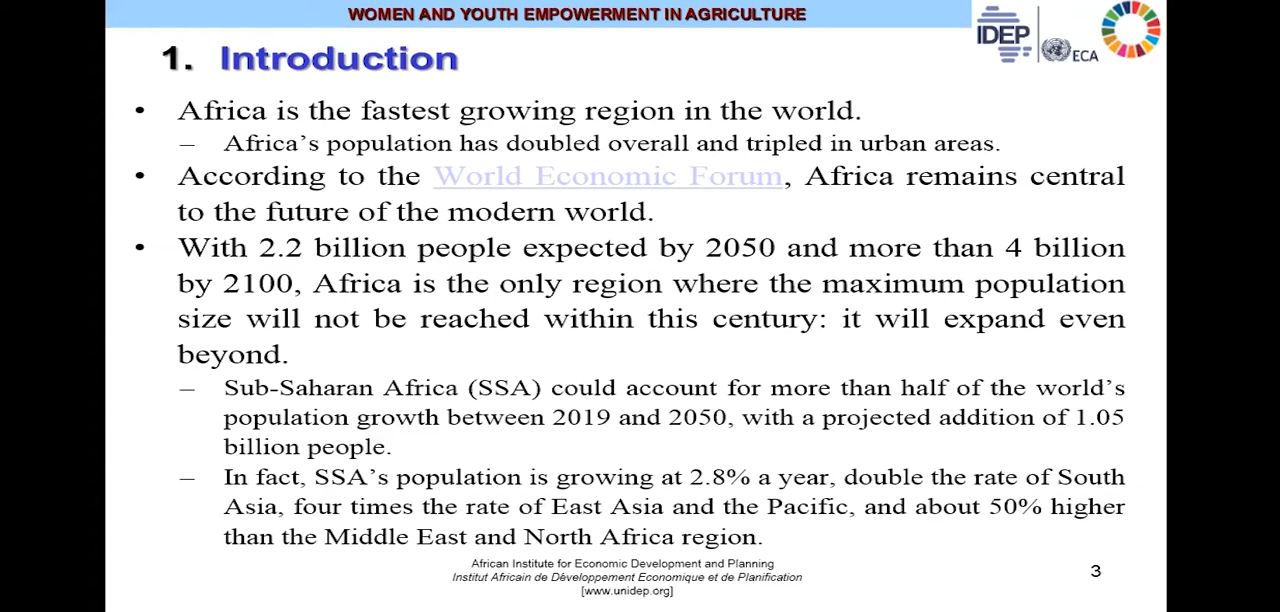 WOMEN AND YOUTH EMPOWERMENT IN AGRICULTURE
IDEP
ECA
1. Introduction
• Africa is the fastest growing region in the world.
– Africa's population has doubled overall and tripled in urban areas.
• According to the World Economic Forum, Africa remains central
to the future of the modern world.
• With 2.2 billion people expected by 2050 and more than 4 billion
by 2100, Africa is the only region where the maximum population
size will not be reached within this century: it will expand even
beyond.
– Sub-Saharan Africa (SSA) could account for more than half of the world's
population growth between 2019 and 2050, with a projected addition of 1.05
billion people.
– In fact, SSA's population is growing at 2.8% a year, double the rate of South
Asia, four times the rate of East Asia and the Pacific, and about 50% higher
than the Middle East and North Africa region.
African Institute for Economic Development and Planning
Institut Africain de Développement Economique et de Planification
[www.unidep.org]
3